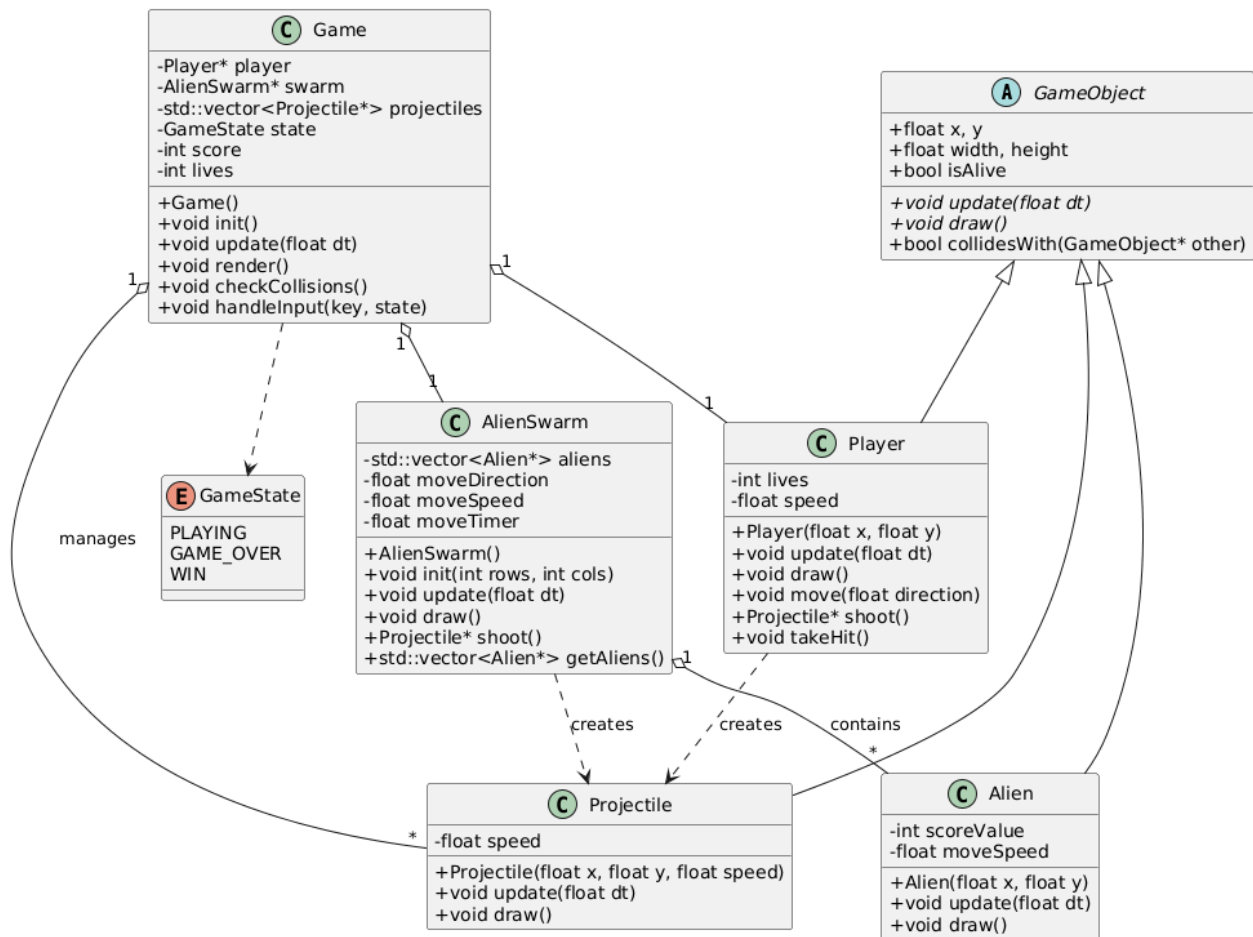 C Game
-Player* player
-AlienSwarm* swarm
-std::vector<Projectile*> projectiles
-GameState state
-int score
-int lives
+Game()
+void init()
+void update(float dt)
+void render()
+void checkCollisions()
+void handleInput(key, state)
A GameObject
+float x, y
+float width, height
+bool isAlive
+void update(float dt)
+void draw()
+bool collidesWith(GameObject* other)
1
1
1
1
1
C AlienSwarm
-std::vector<Alien*> aliens
-float moveDirection
-float moveSpeed
-float moveTimer
+AlienSwarm()
+void init(int rows, int cols)
+void update(float dt)
+void draw()
+Projectile* shoot()
+std::vector<Alien*> getAliens()
C Player
-int lives
-float speed
+Player(float x, float y)
+void update(float dt)
+void draw()
+void move(float direction)
+Projectile* shoot()
+void takeHit()
E GameState
PLAYING
GAME_OVER
WIN
manages
1
creates
creates
contains
*
*
C Projectile
-float speed
+Projectile(float x, float y, float speed)
+void update(float dt)
+void draw()
C Alien
-int scoreValue
-float moveSpeed
+Alien(float x, float y)
+void update(float dt)
+void draw()